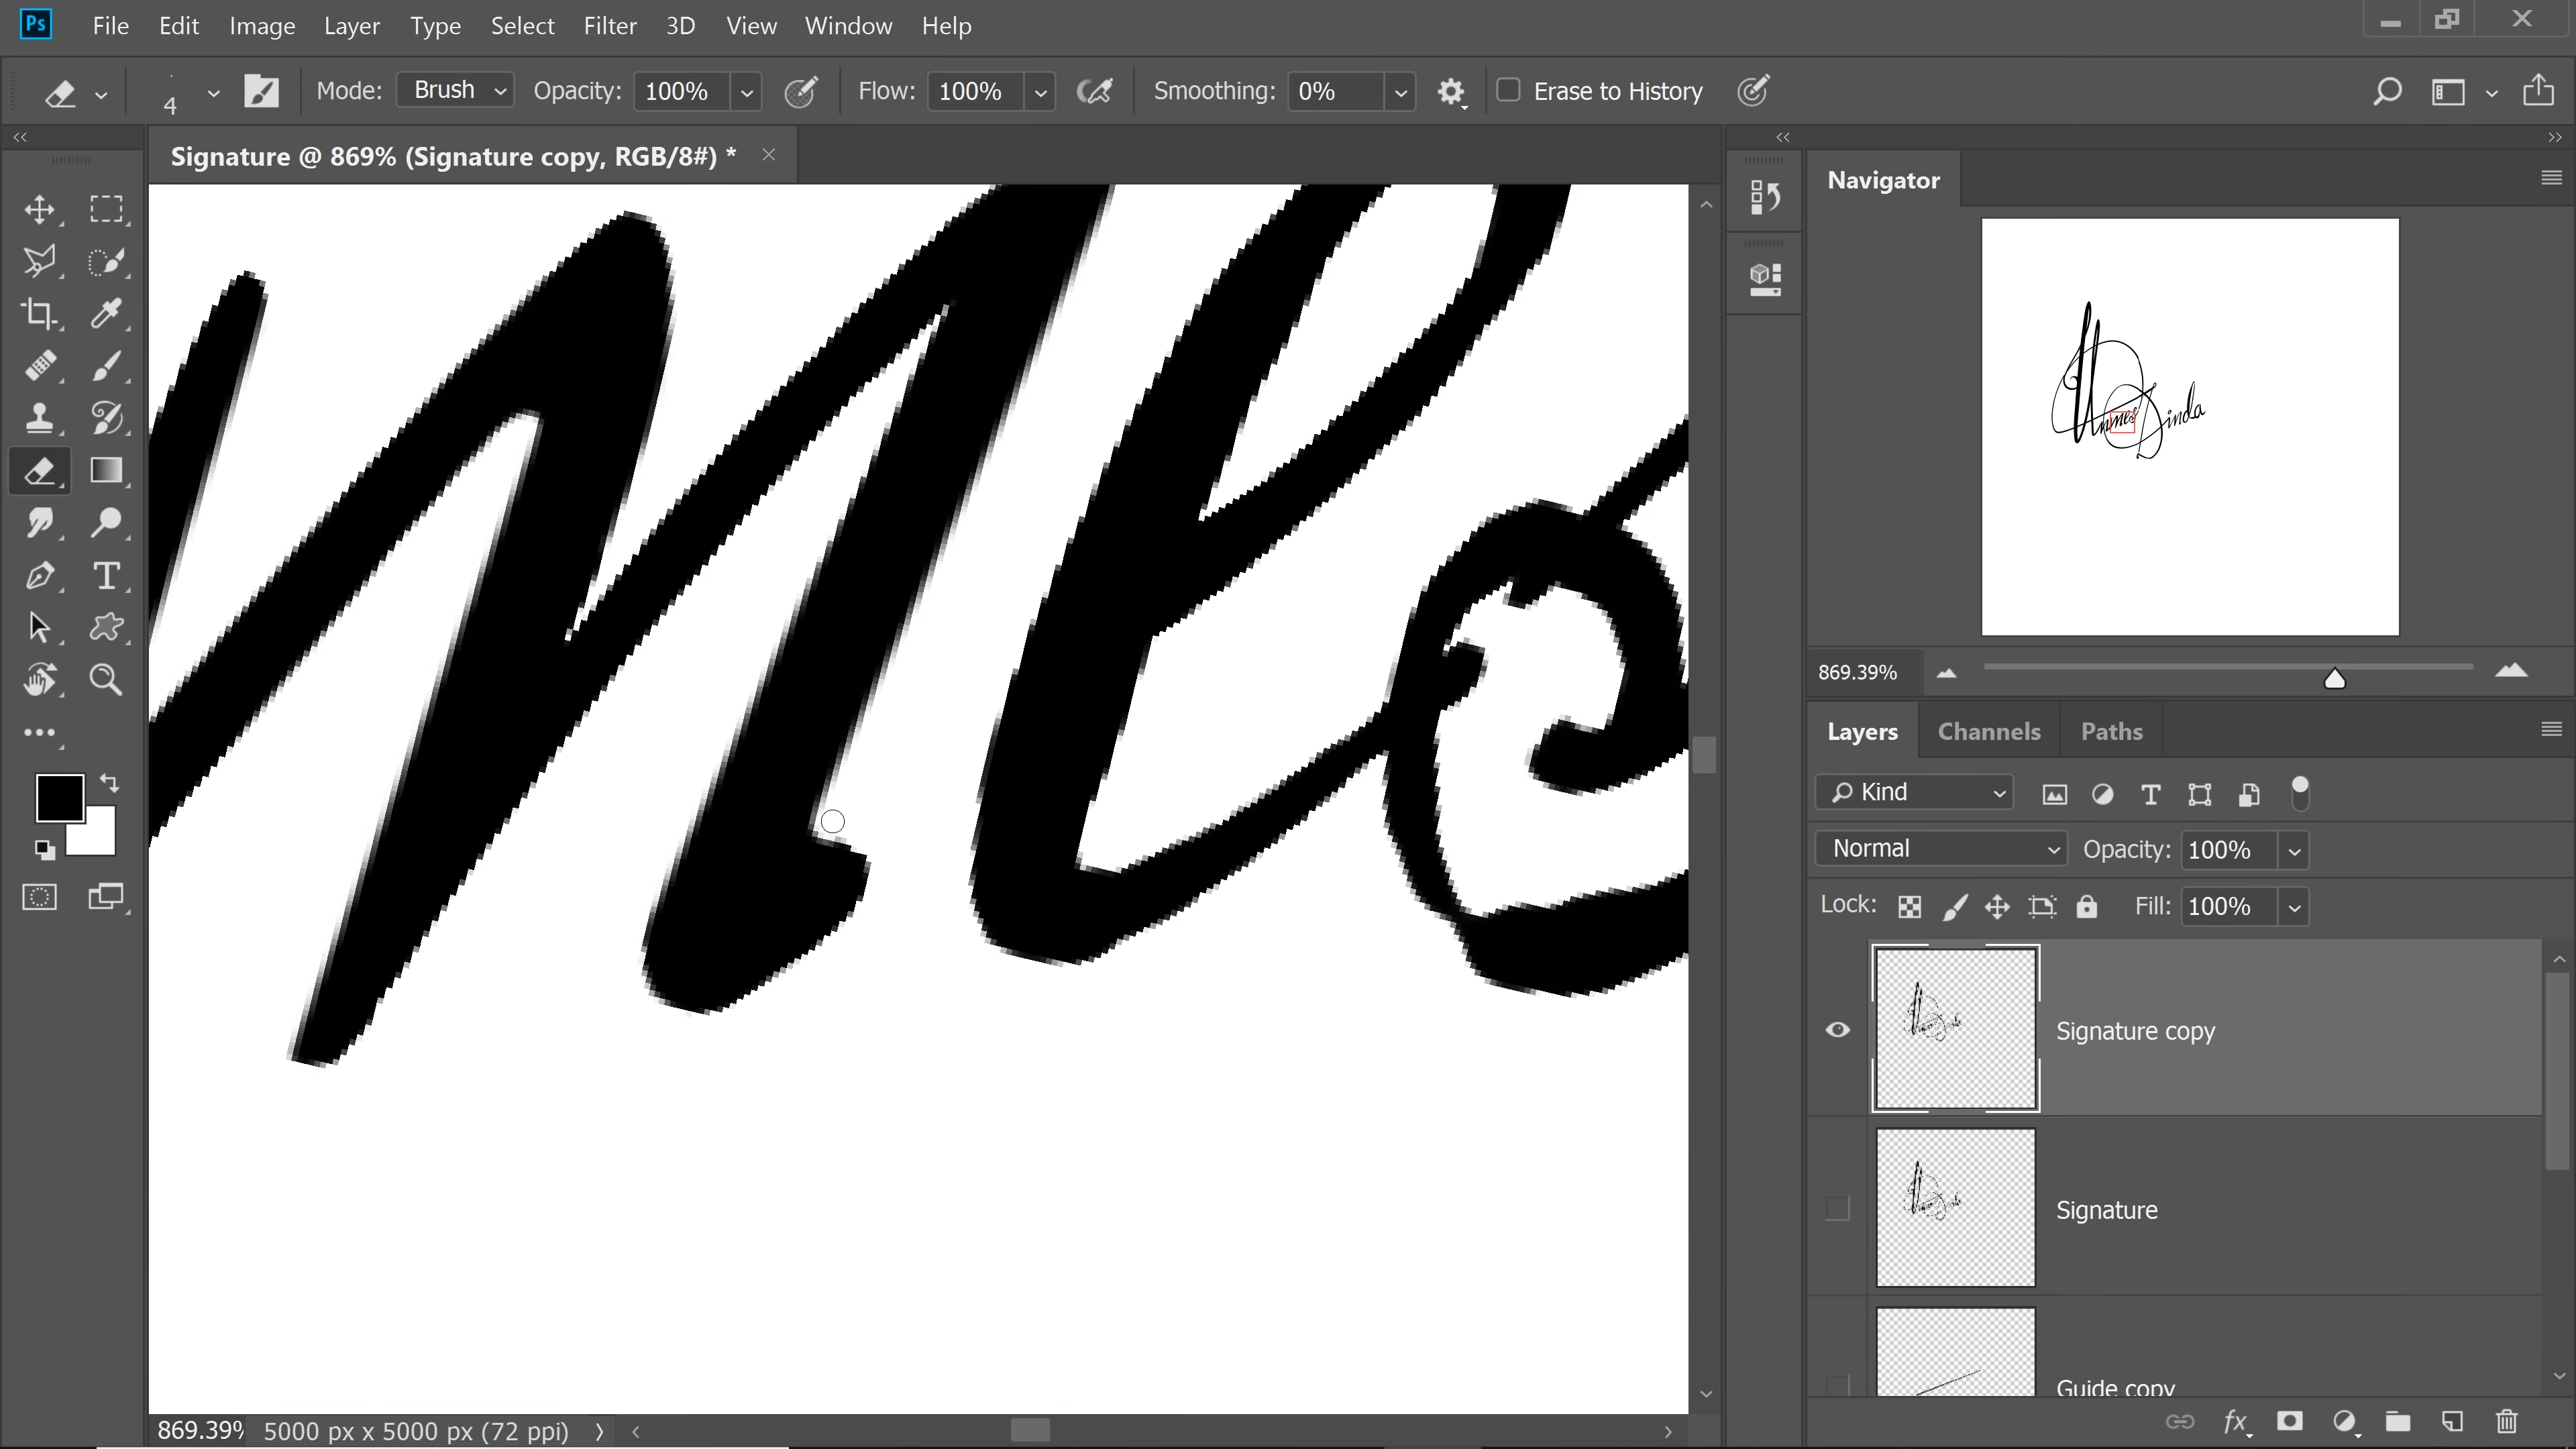 Ps File Edit Image Layer Type Select Filter 3D View Window Help
4 Mode: Brush Opacity: 100% Flow: 100% Smoothing: 0% Erase to History
Signature @ 869% (Signature copy, RGB/8#) *
Navigator
869.39%
Layers Channels Paths
Kind
Normal Opacity: 100%
Lock: Fill: 100%
Signature copy
Signature
Guide copy
fx
869.39% 5000 px x 5000 px (72 ppi)